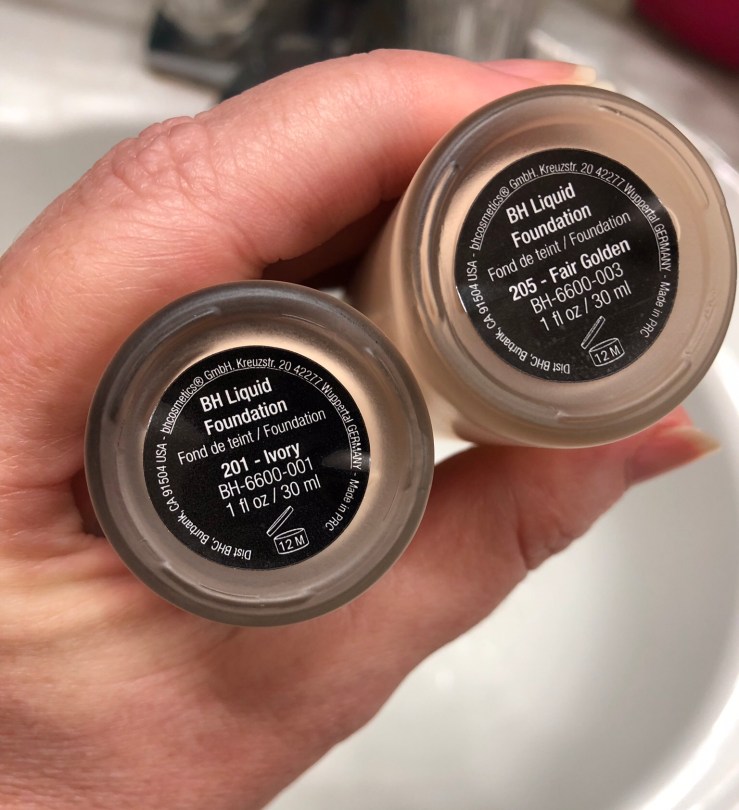 BH Liquid
Foundation
Fond de teint / Foundation
201 - Ivory
BH-6600-001
1 fl oz / 30 ml
12 M
Dist BHC, Burbank, CA 91504 USA - bhcosmetics® GmbH, Kreuzstr. 20 42277 Wuppertal GERMANY - Made in PRC
BH Liquid
Foundation
Fond de teint / Foundation
205 - Fair Golden
BH-6600-003
1 fl oz / 30 ml
12 M
Dist BHC, Burbank, CA 91504 USA - bhcosmetics® GmbH, Kreuzstr. 20 42277 Wuppertal GERMANY - Made in PRC